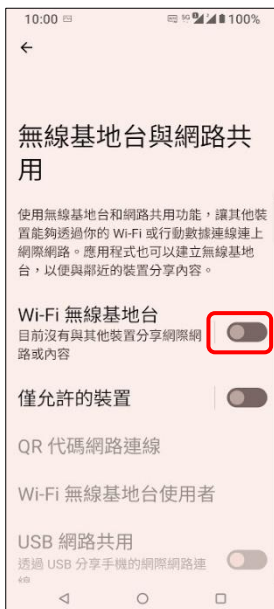 10:00 100%
無線基地台與網路共
用
使用無線基地台和網路共用功能，讓其他裝
置能夠透過你的 Wi-Fi 或行動數據連線連上
網際網路。應用程式也可以建立無線基地
台，以便與鄰近的裝置分享內容。
Wi-Fi 無線基地台
目前沒有與其他裝置分享網際網
路或內容
僅允許的裝置
QR 代碼網路連線
Wi-Fi 無線基地台使用者
USB 網路共用
透過 USB 分享手機的網際網路連